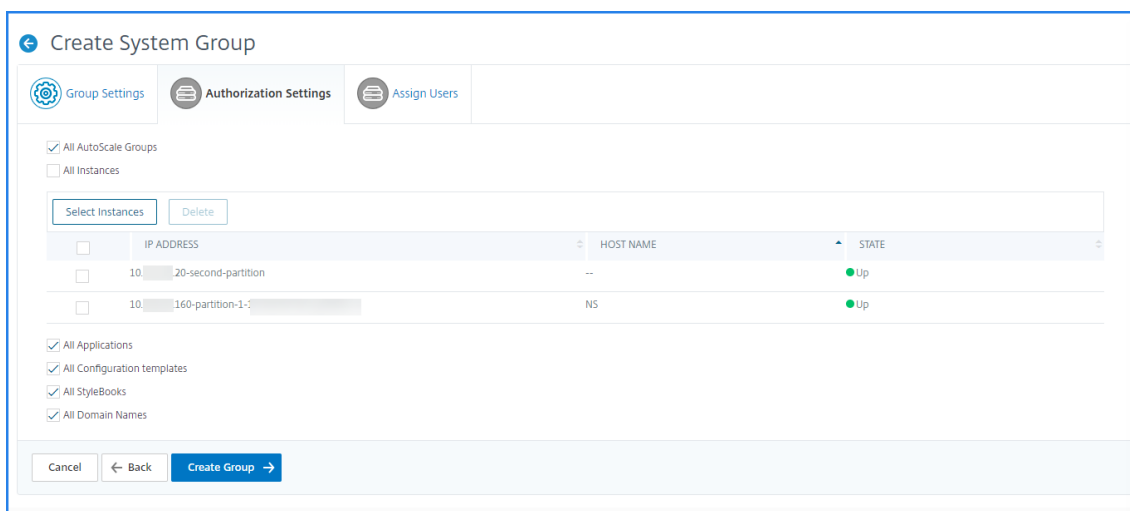 Create System Group
Group Settings Authorization Settings Assign Users
All AutoScale Groups
All Instances
Select Instances Delete
IP ADDRESS HOST NAME STATE
10. .20-second-partition -- Up
10. 160-partition-1- NS Up
All Applications
All Configuration templates
All StyleBooks
All Domain Names
Cancel Back Create Group